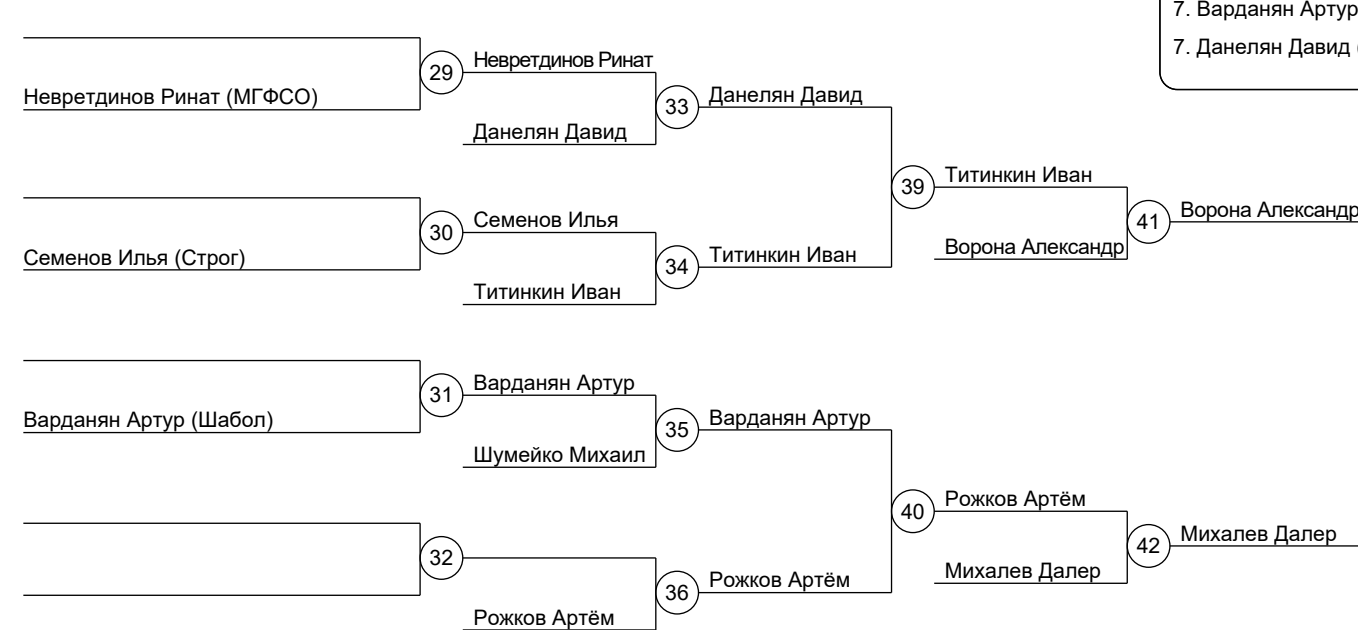 7. Варданян Артур
7. Данелян Давид (
29
Невретдинов Ринат
Невретдинов Ринат (МГФСО)
33
Данелян Давид
Данелян Давид
39
Титинкин Иван
30
Семенов Илья
41
Ворона Александр
Семенов Илья (Строг)
34
Титинкин Иван
Ворона Александр
Титинкин Иван
31
Варданян Артур
Варданян Артур (Шабол)
35
Варданян Артур
Шумейко Михаил
40
Рожков Артём
32
42
Михалев Далер
36
Рожков Артём
Михалев Далер
Рожков Артём